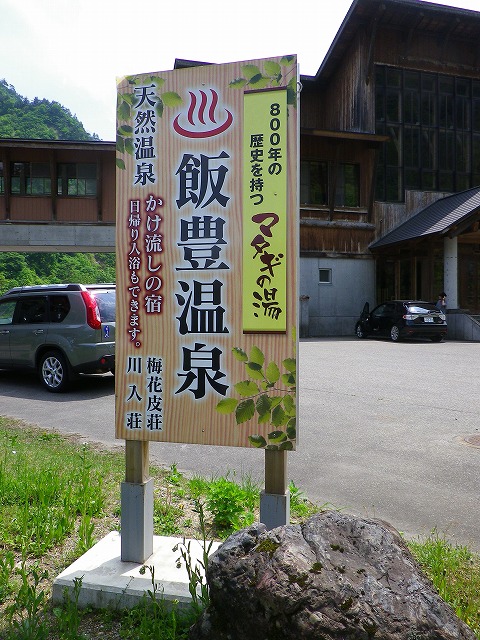 800年の
歴史を持つ
マタギの湯
飯豊温泉
天然温泉
かけ流しの宿
日帰り入浴もできます。
梅花皮荘
川入荘